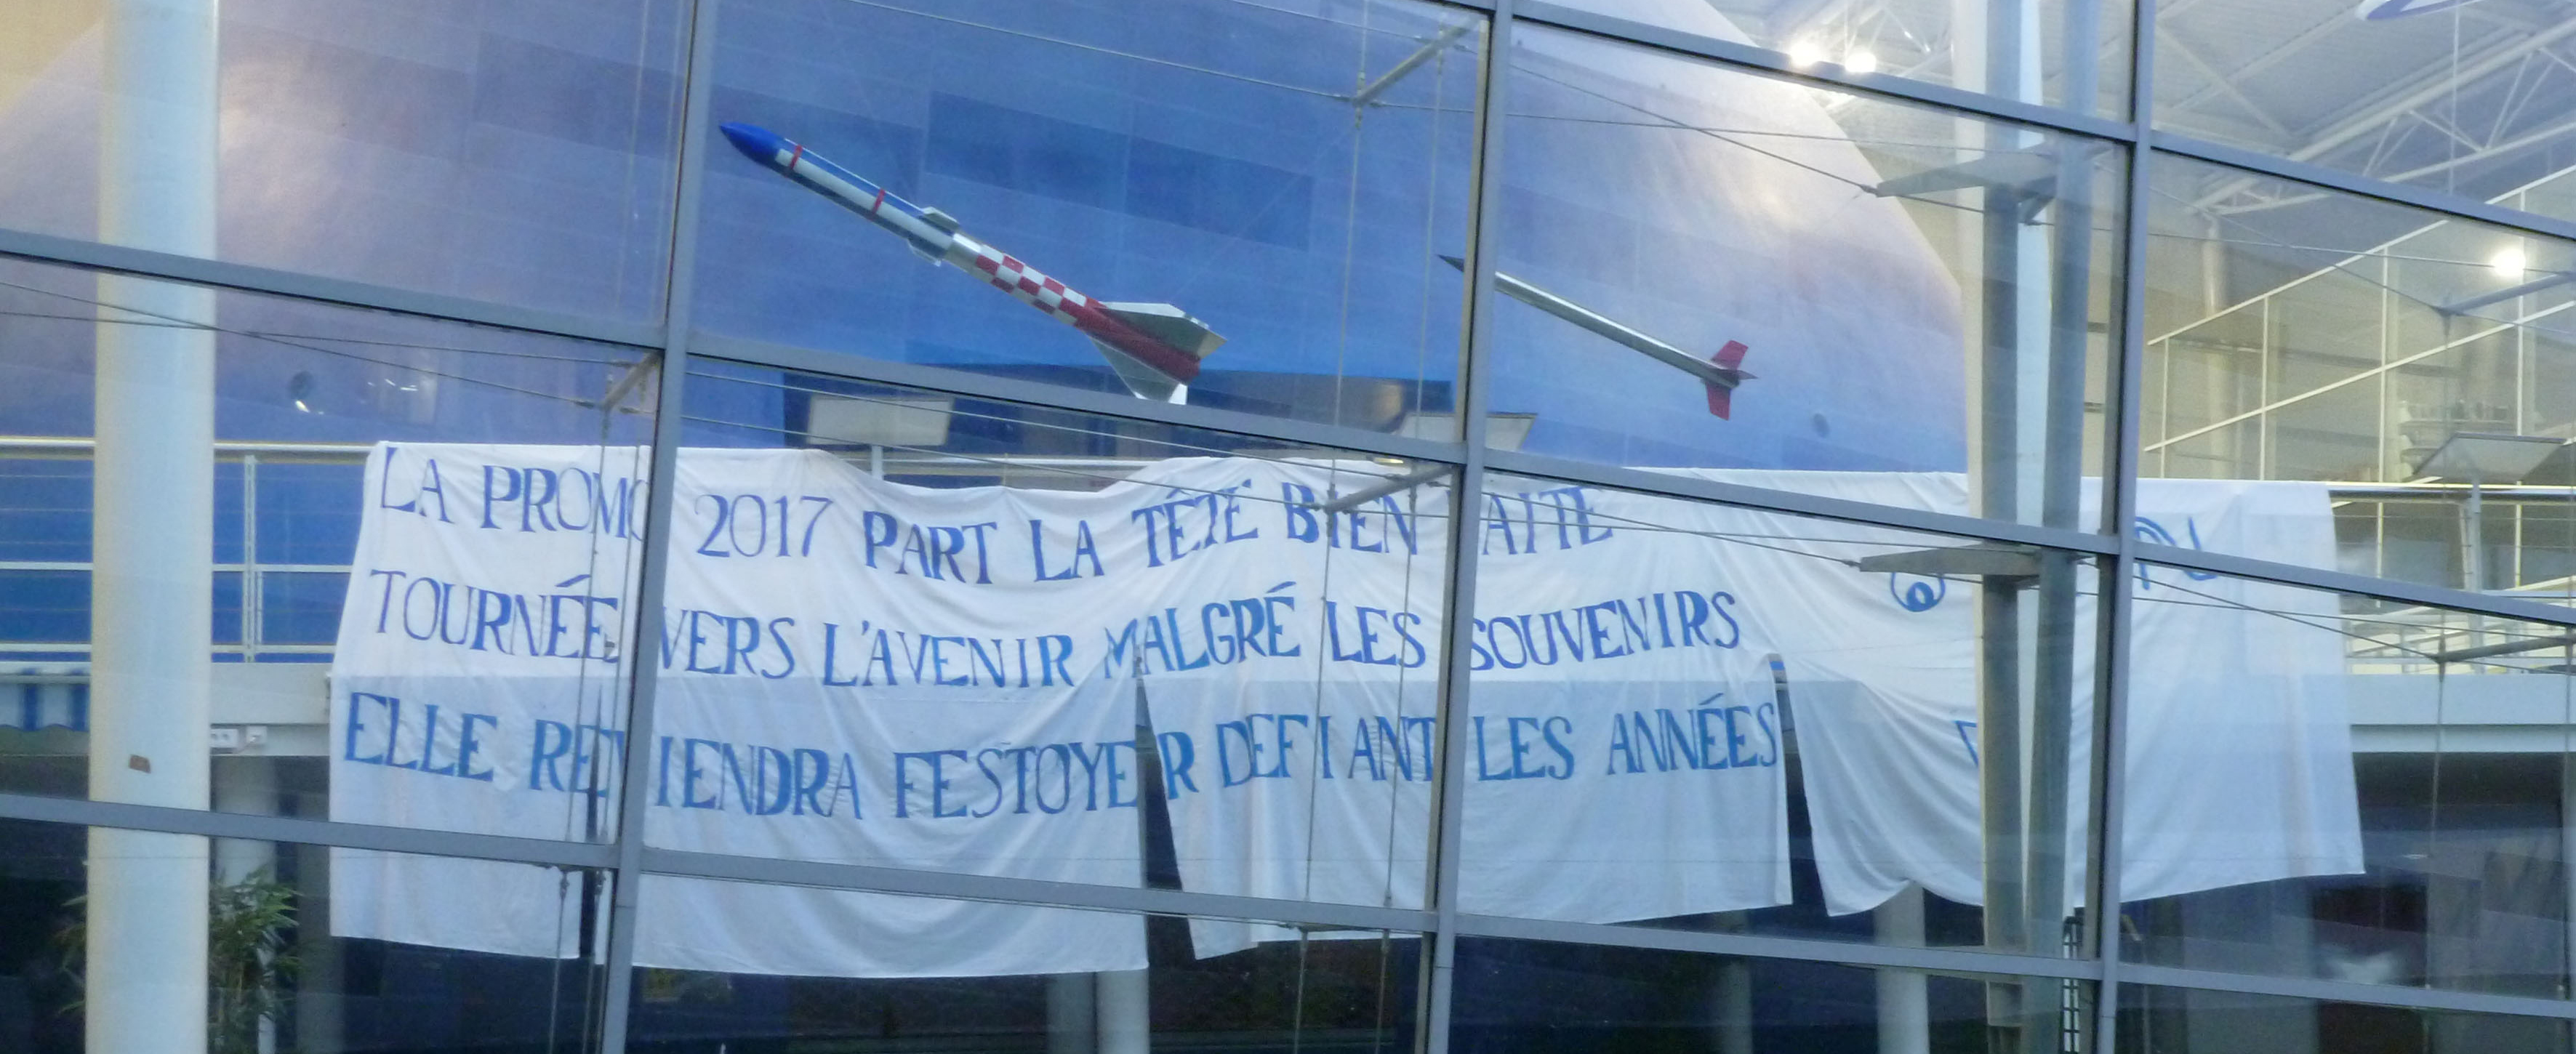 LA PROMO 2017 PART LA TÊTE BIEN FAITE
TOURNÉE VERS L'AVENIR MALGRÉ LES SOUVENIRS
ELLE REVIENDRA FESTOYER DEFIANT LES ANNÉES